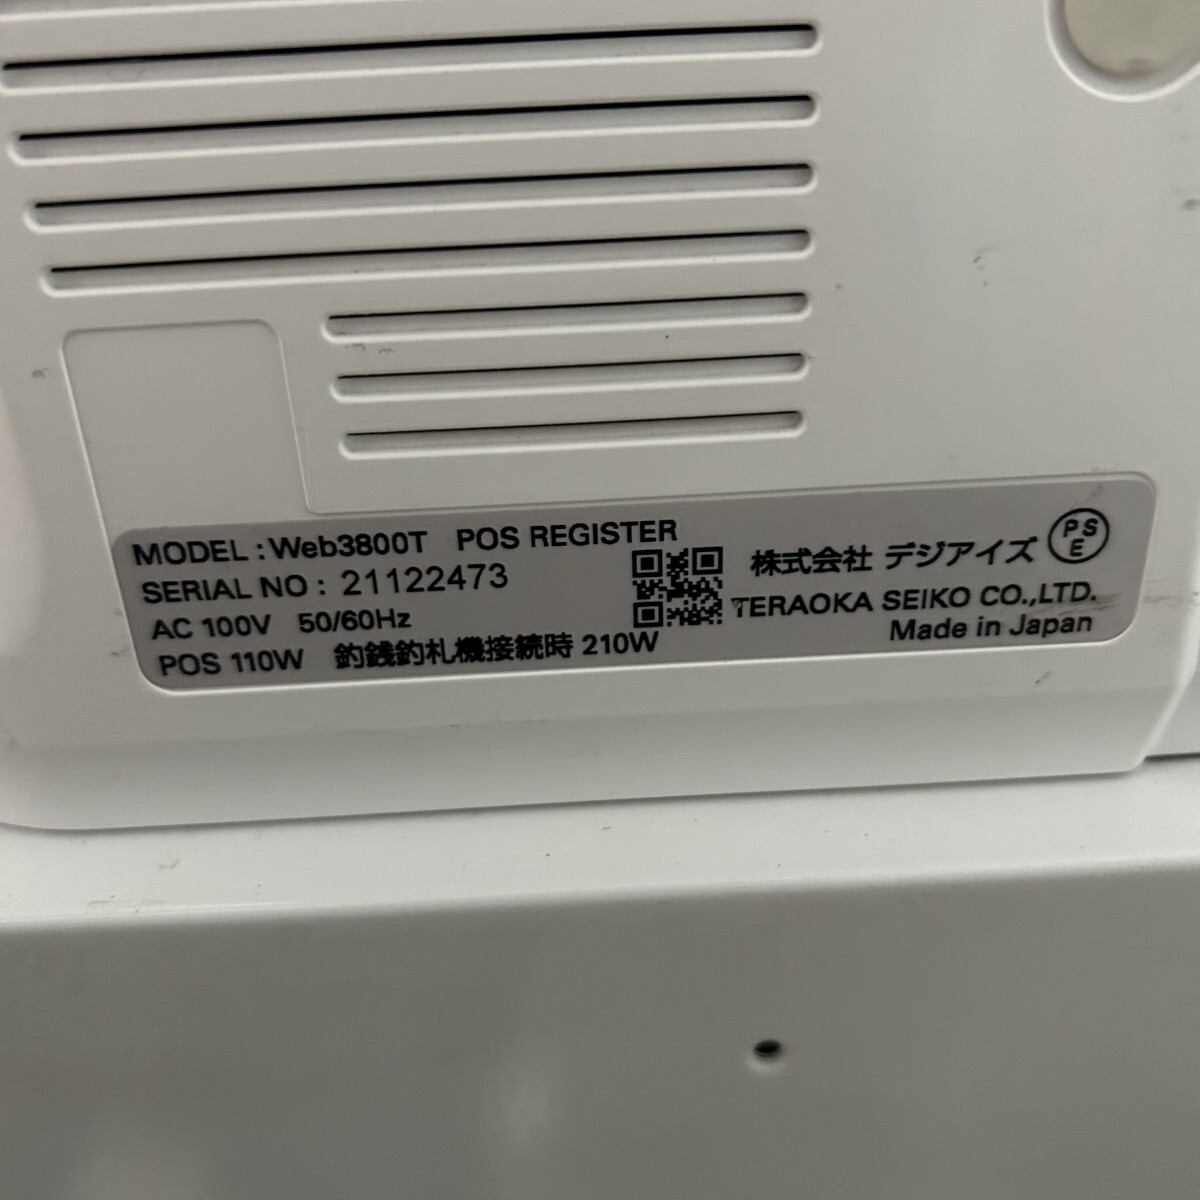 MODEL : Web3800T POS REGISTER
SERIAL NO : 21122473
AC 100V 50/60Hz
POS 110W 釣銭釣札機接続時 210W
株式会社 デジアイズ
PS
E
TERAOKA SEIKO CO.,LTD.
Made in Japan